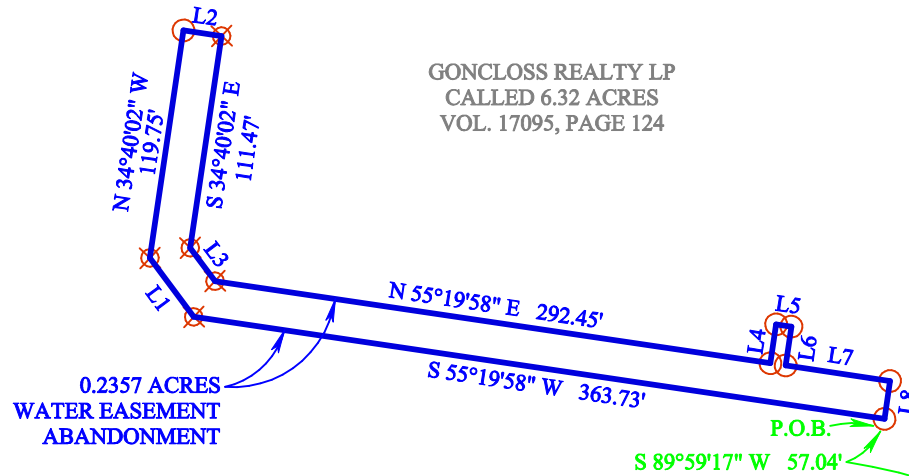 L2
GONCLOSS REALTY LP
CALLED 6.32 ACRES
VOL. 17095, PAGE 124
N 34°40'02" W
119.75'
S 34°40'02" E
111.47'
L3
L1
N 55°19'58" E 292.45'
L5
L4
L6
L7
S 55°19'58" W 363.73'
0.2357 ACRES
WATER EASEMENT
ABANDONMENT
P.O.B.
S 89°59'17" W 57.04'